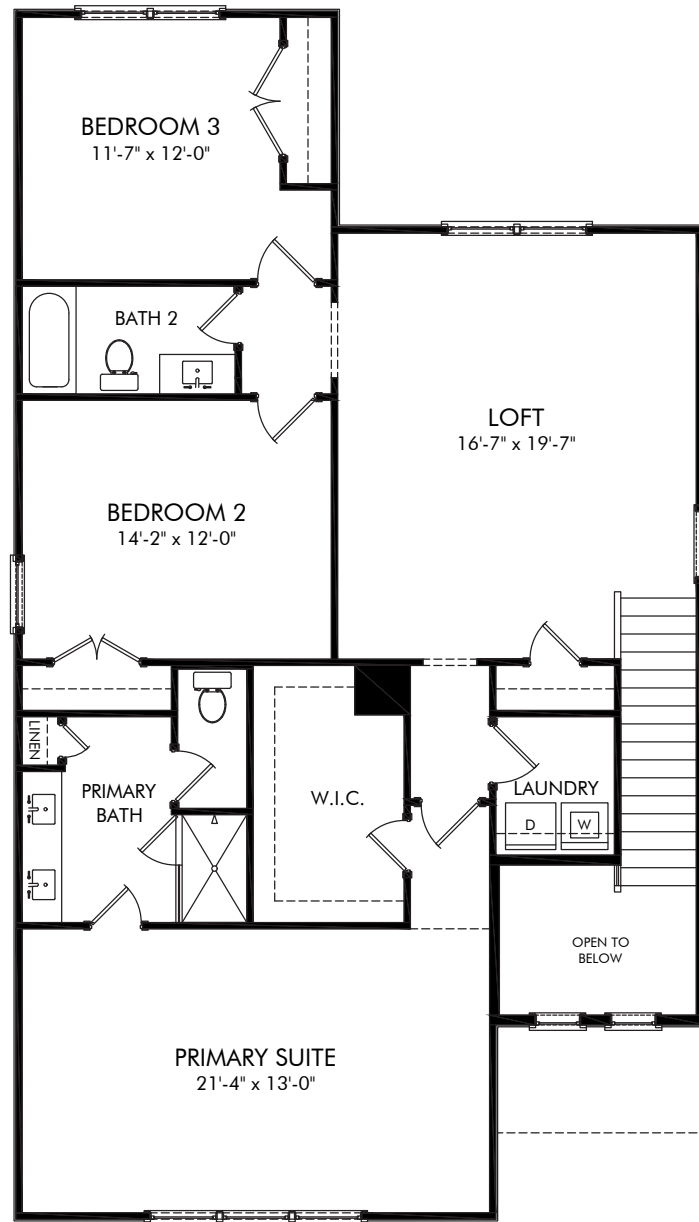 BEDROOM 3
11'-7" x 12'-0"
BATH 2
LOFT
16'-7" x 19'-7"
BEDROOM 2
14'-2" x 12'-0"
LINEN
PRIMARY
BATH
W.I.C.
LAUNDRY
D
W
OPEN TO
BELOW
PRIMARY SUITE
21'-4" x 13'-0"